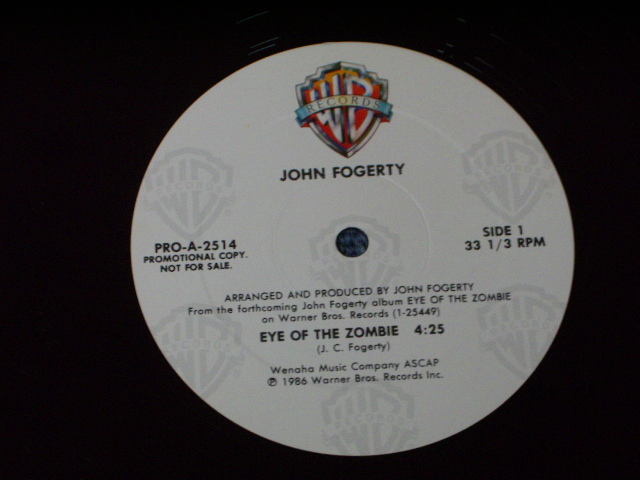 WB
RECORDS
JOHN FOGERTY
PRO-A-2514
PROMOTIONAL COPY.
NOT FOR SALE.
SIDE 1
33 1/3 RPM
ARRANGED AND PRODUCED BY JOHN FOGERTY
From the forthcoming John Fogerty album EYE OF THE ZOMBIE
on Warner Bros. Records (1-25449)
EYE OF THE ZOMBIE 4:25
(J. C. Fogerty)
Wenaha Music Company ASCAP
℗ 1986 Warner Bros. Records Inc.